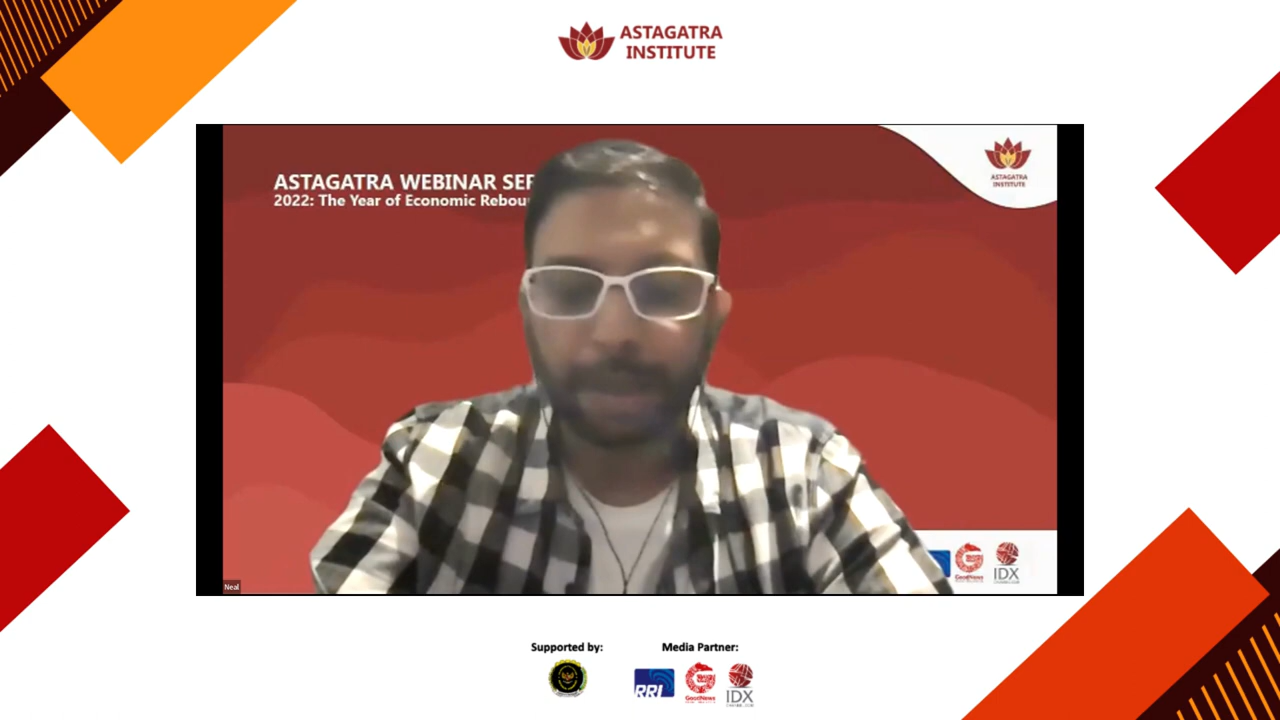 ASTAGATRA
INSTITUTE
ASTAGATRA WEBINAR SER
2022: The Year of Economic Rebou
ASTAGATRA
INSTITUTE
Neal
IDX
Supported by:
Media Partner:
RRI
GoodNews
IDX